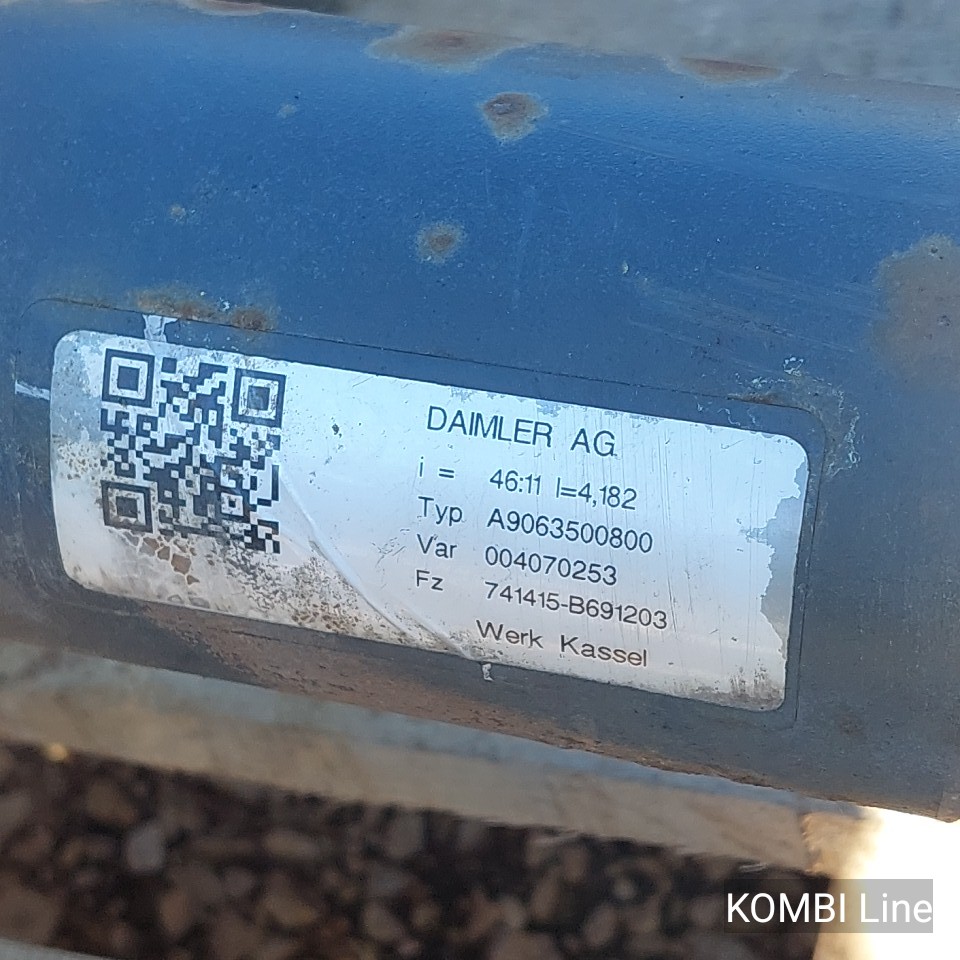 DAIMLER AG
i = 46:11 I=4,182
Typ A9063500800
Var 004070253
Fz 741415-B691203
Werk Kassel
KOMBI Line